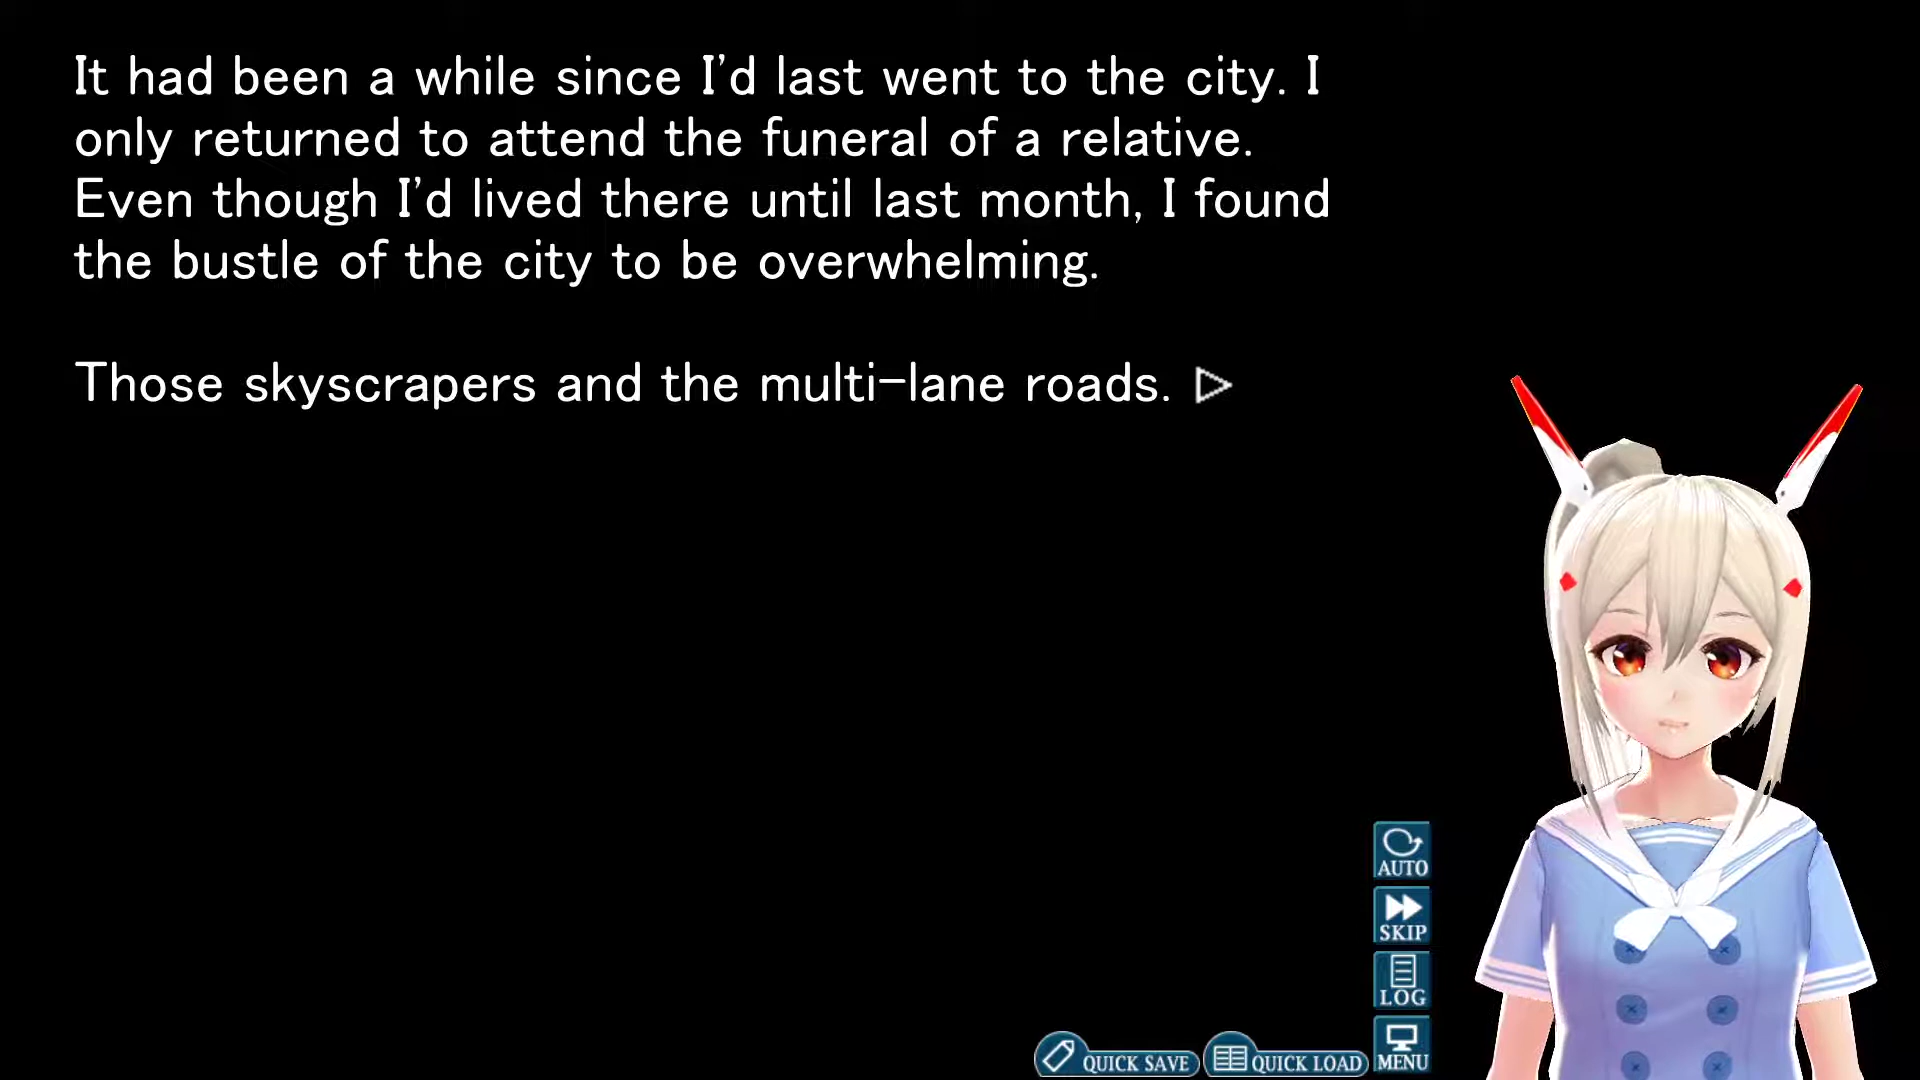 It had been a while since I'd last went to the city. I
only returned to attend the funeral of a relative.
Even though I'd lived there until last month, I found
the bustle of the city to be overwhelming.
Those skyscrapers and the multi-lane roads.
AUTO
SKIP
LOG
MENU
QUICK SAVE
QUICK LOAD